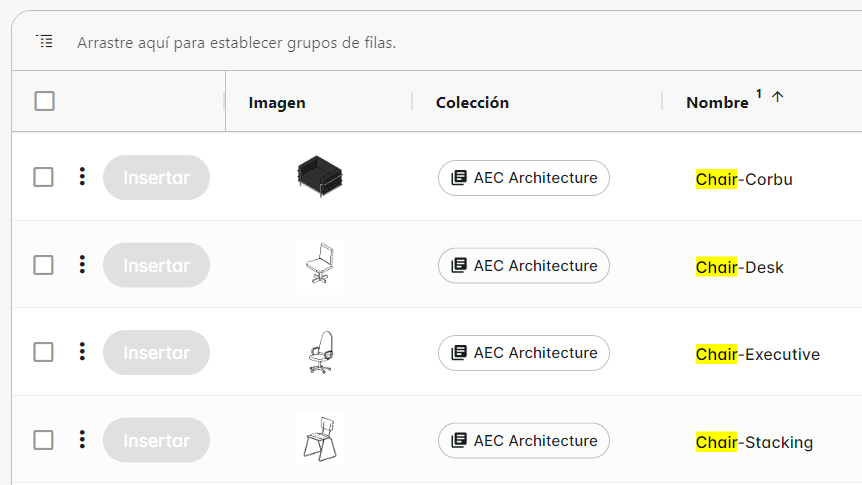 Arrastre aquí para establecer grupos de filas.
Imagen Colección Nombre 1 ↑
Insertar AEC Architecture Chair-Corbu
Insertar AEC Architecture Chair-Desk
Insertar AEC Architecture Chair-Executive
Insertar AEC Architecture Chair-Stacking